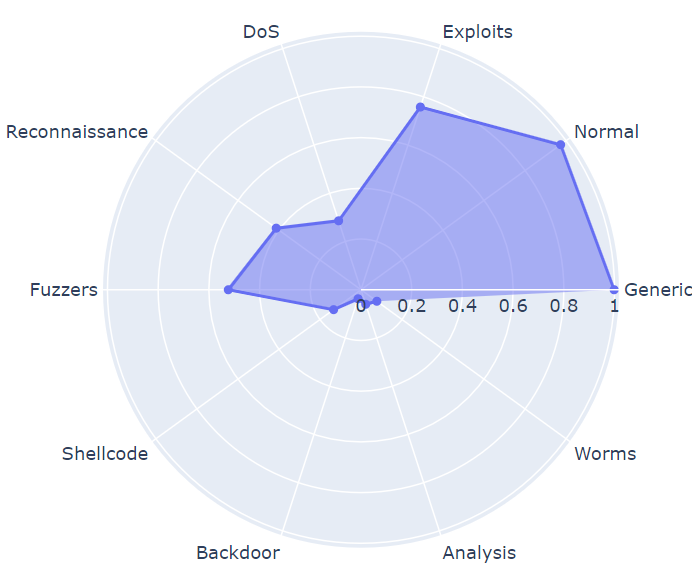 DoS
Exploits
Reconnaissance
Normal
Fuzzers
Generic
0 0.2 0.4 0.6 0.8 1
Shellcode
Worms
Backdoor
Analysis